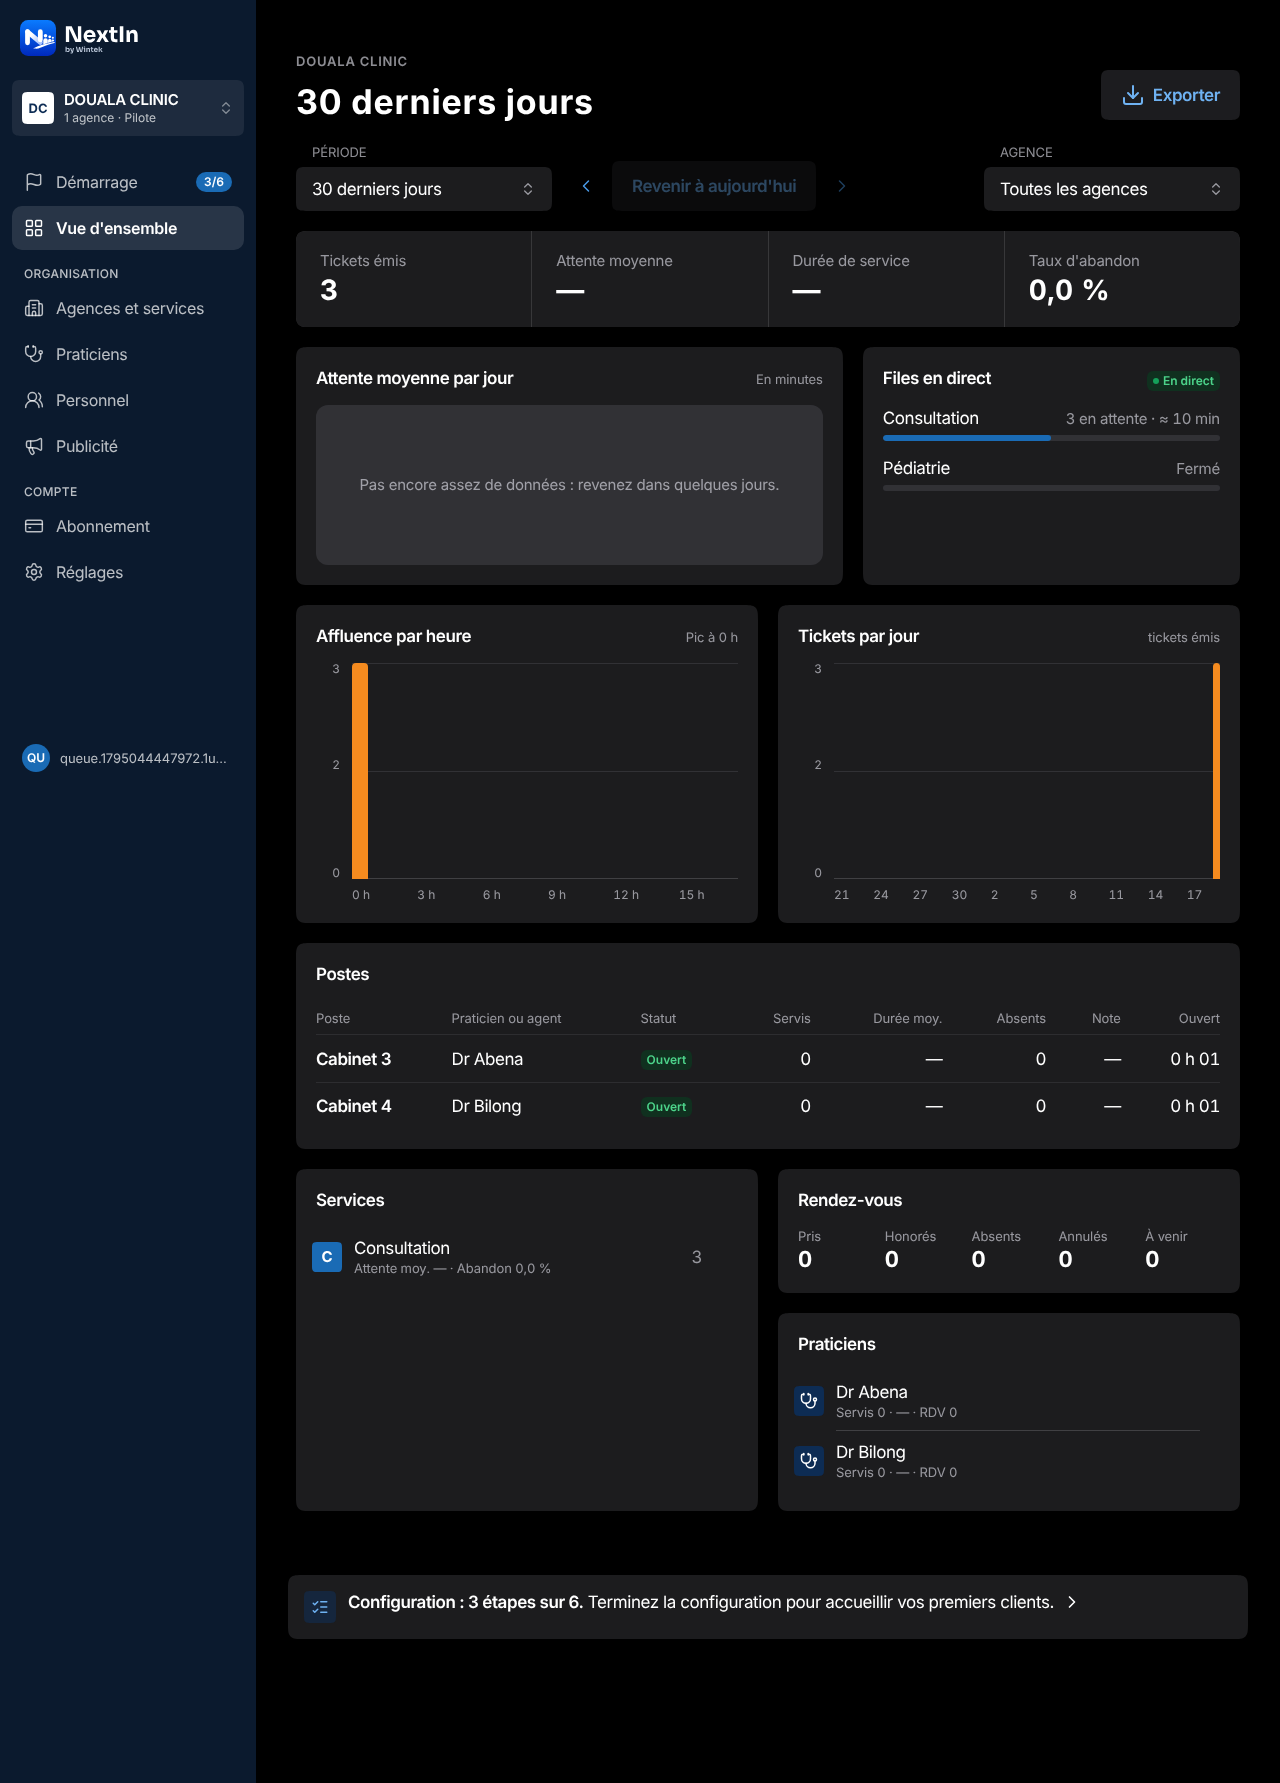 NextIn
by Wintek
DC
DOUALA CLINIC
1 agence · Pilote
Démarrage
3/6
Vue d'ensemble
ORGANISATION
Agences et services
Praticiens
Personnel
Publicité
COMPTE
Abonnement
Réglages
QU
queue.1795044447972.1u...
DOUALA CLINIC
30 derniers jours
Exporter
PÉRIODE
30 derniers jours
Revenir à aujourd'hui
AGENCE
Toutes les agences
Tickets émis
3
Attente moyenne
—
Durée de service
—
Taux d'abandon
0,0 %
Attente moyenne par jour
En minutes
Pas encore assez de données : revenez dans quelques jours.
Files en direct
En direct
Consultation
3 en attente · ≈ 10 min
Pédiatrie
Fermé
Affluence par heure
Pic à 0 h
3
2
0
0 h 3 h 6 h 9 h 12 h 15 h
Tickets par jour
tickets émis
3
2
0
21 24 27 30 2 5 8 11 14 17
Postes
Poste Praticien ou agent Statut Servis Durée moy. Absents Note Ouvert
Cabinet 3 Dr Abena Ouvert 0 — 0 — 0 h 01
Cabinet 4 Dr Bilong Ouvert 0 — 0 — 0 h 01
Services
C
Consultation
Attente moy. — · Abandon 0,0 %
3
Rendez-vous
Pris Honorés Absents Annulés À venir
0 0 0 0 0
Praticiens
Dr Abena
Servis 0 · — · RDV 0
Dr Bilong
Servis 0 · — · RDV 0
Configuration : 3 étapes sur 6. Terminez la configuration pour accueillir vos premiers clients.